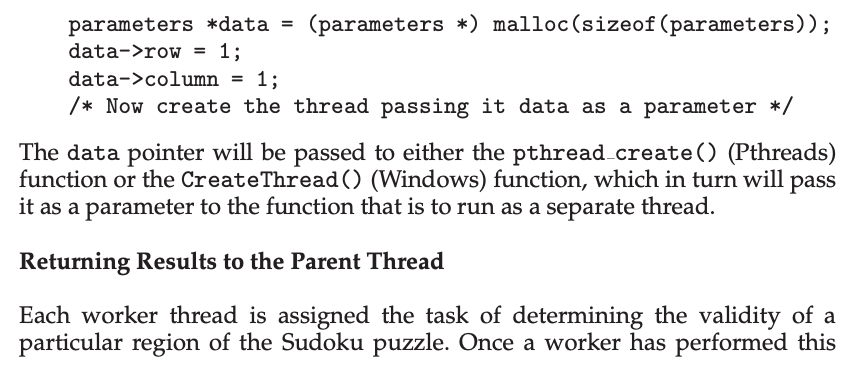 parameters *data = (parameters *) malloc(sizeof(parameters));
data->row = 1;
data->column = 1;
/* Now create the thread passing it data as a parameter */
The data pointer will be passed to either the pthread_create() (Pthreads)
function or the CreateThread() (Windows) function, which in turn will pass
it as a parameter to the function that is to run as a separate thread.
Returning Results to the Parent Thread
Each worker thread is assigned the task of determining the validity of a
particular region of the Sudoku puzzle. Once a worker has performed this